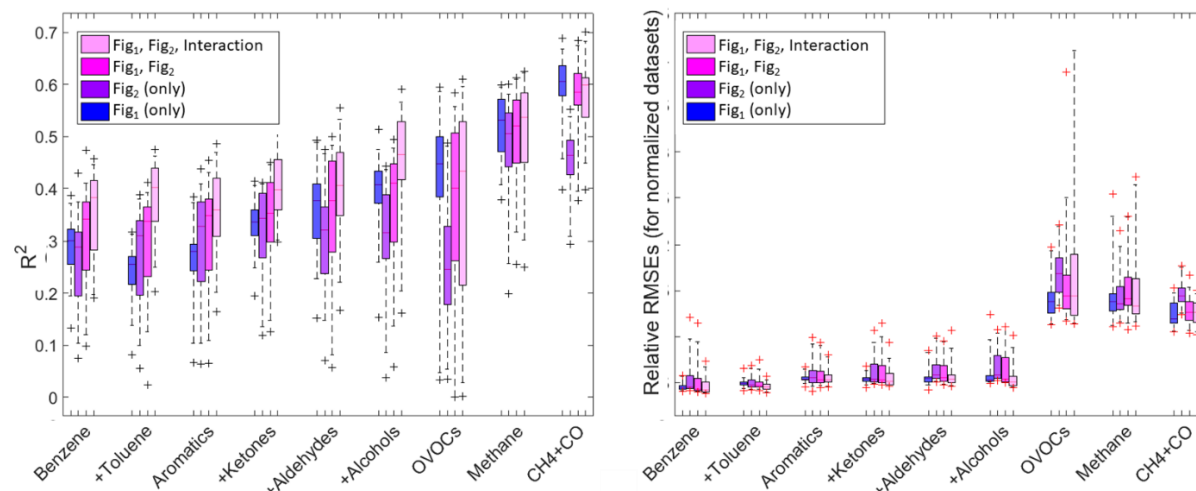 0.7
0.6
0.5
0.4
.3
0.2
0.1
0
R²
Fig₁, Fig₂, Interaction
Fig₁, Fig₂
Fig₂ (only)
Fig₁ (only)
Benzene
+Toluene
Aromatics
+Ketones
+Aldehydes
+Alcohols
OVOCs
Methane
CH4+CO
Relative RMSEs (for normalized datasets)
Fig₁, Fig₂, Interaction
Fig₁, Fig₂
Fig₂ (only)
Fig₁ (only)
Benzene
+Toluene
Aromatics
+Ketones
+Aldehydes
+Alcohols
OVOCs
Methane
CH4+CO